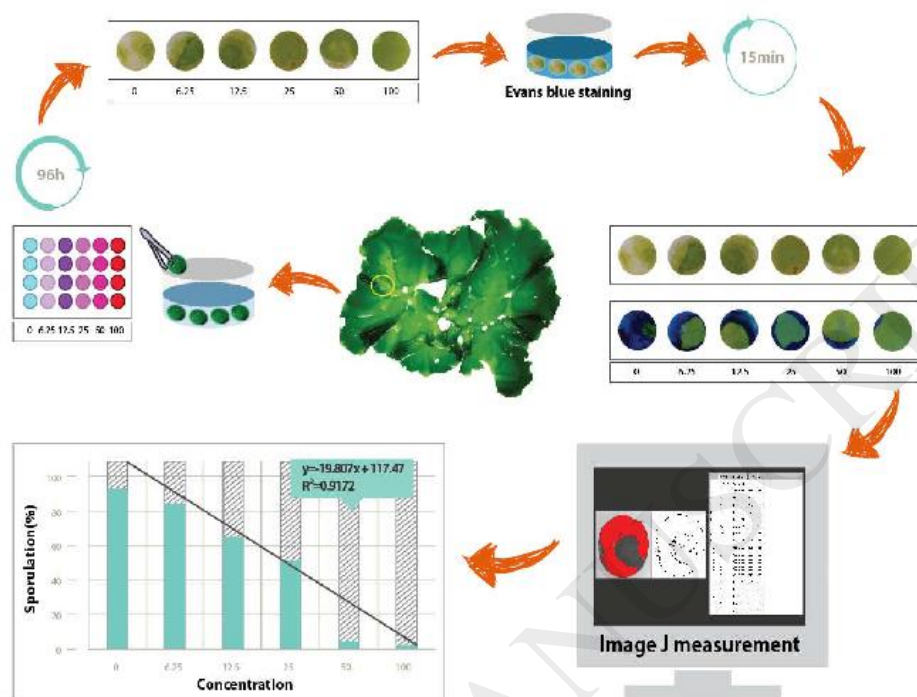 0 6.25 12.5 25 50 100
Evans blue staining
15min
96h
0 6.25 12.5 25 50 100
0 6.25 12.5 25 50 100
y=-19.807x + 117.47
R²=0.9172
Sporulation(%)
100
80
60
40
20
0
0 6.25 12.5 25 50 100
Concentration
Image J measurement
ANUSCRI